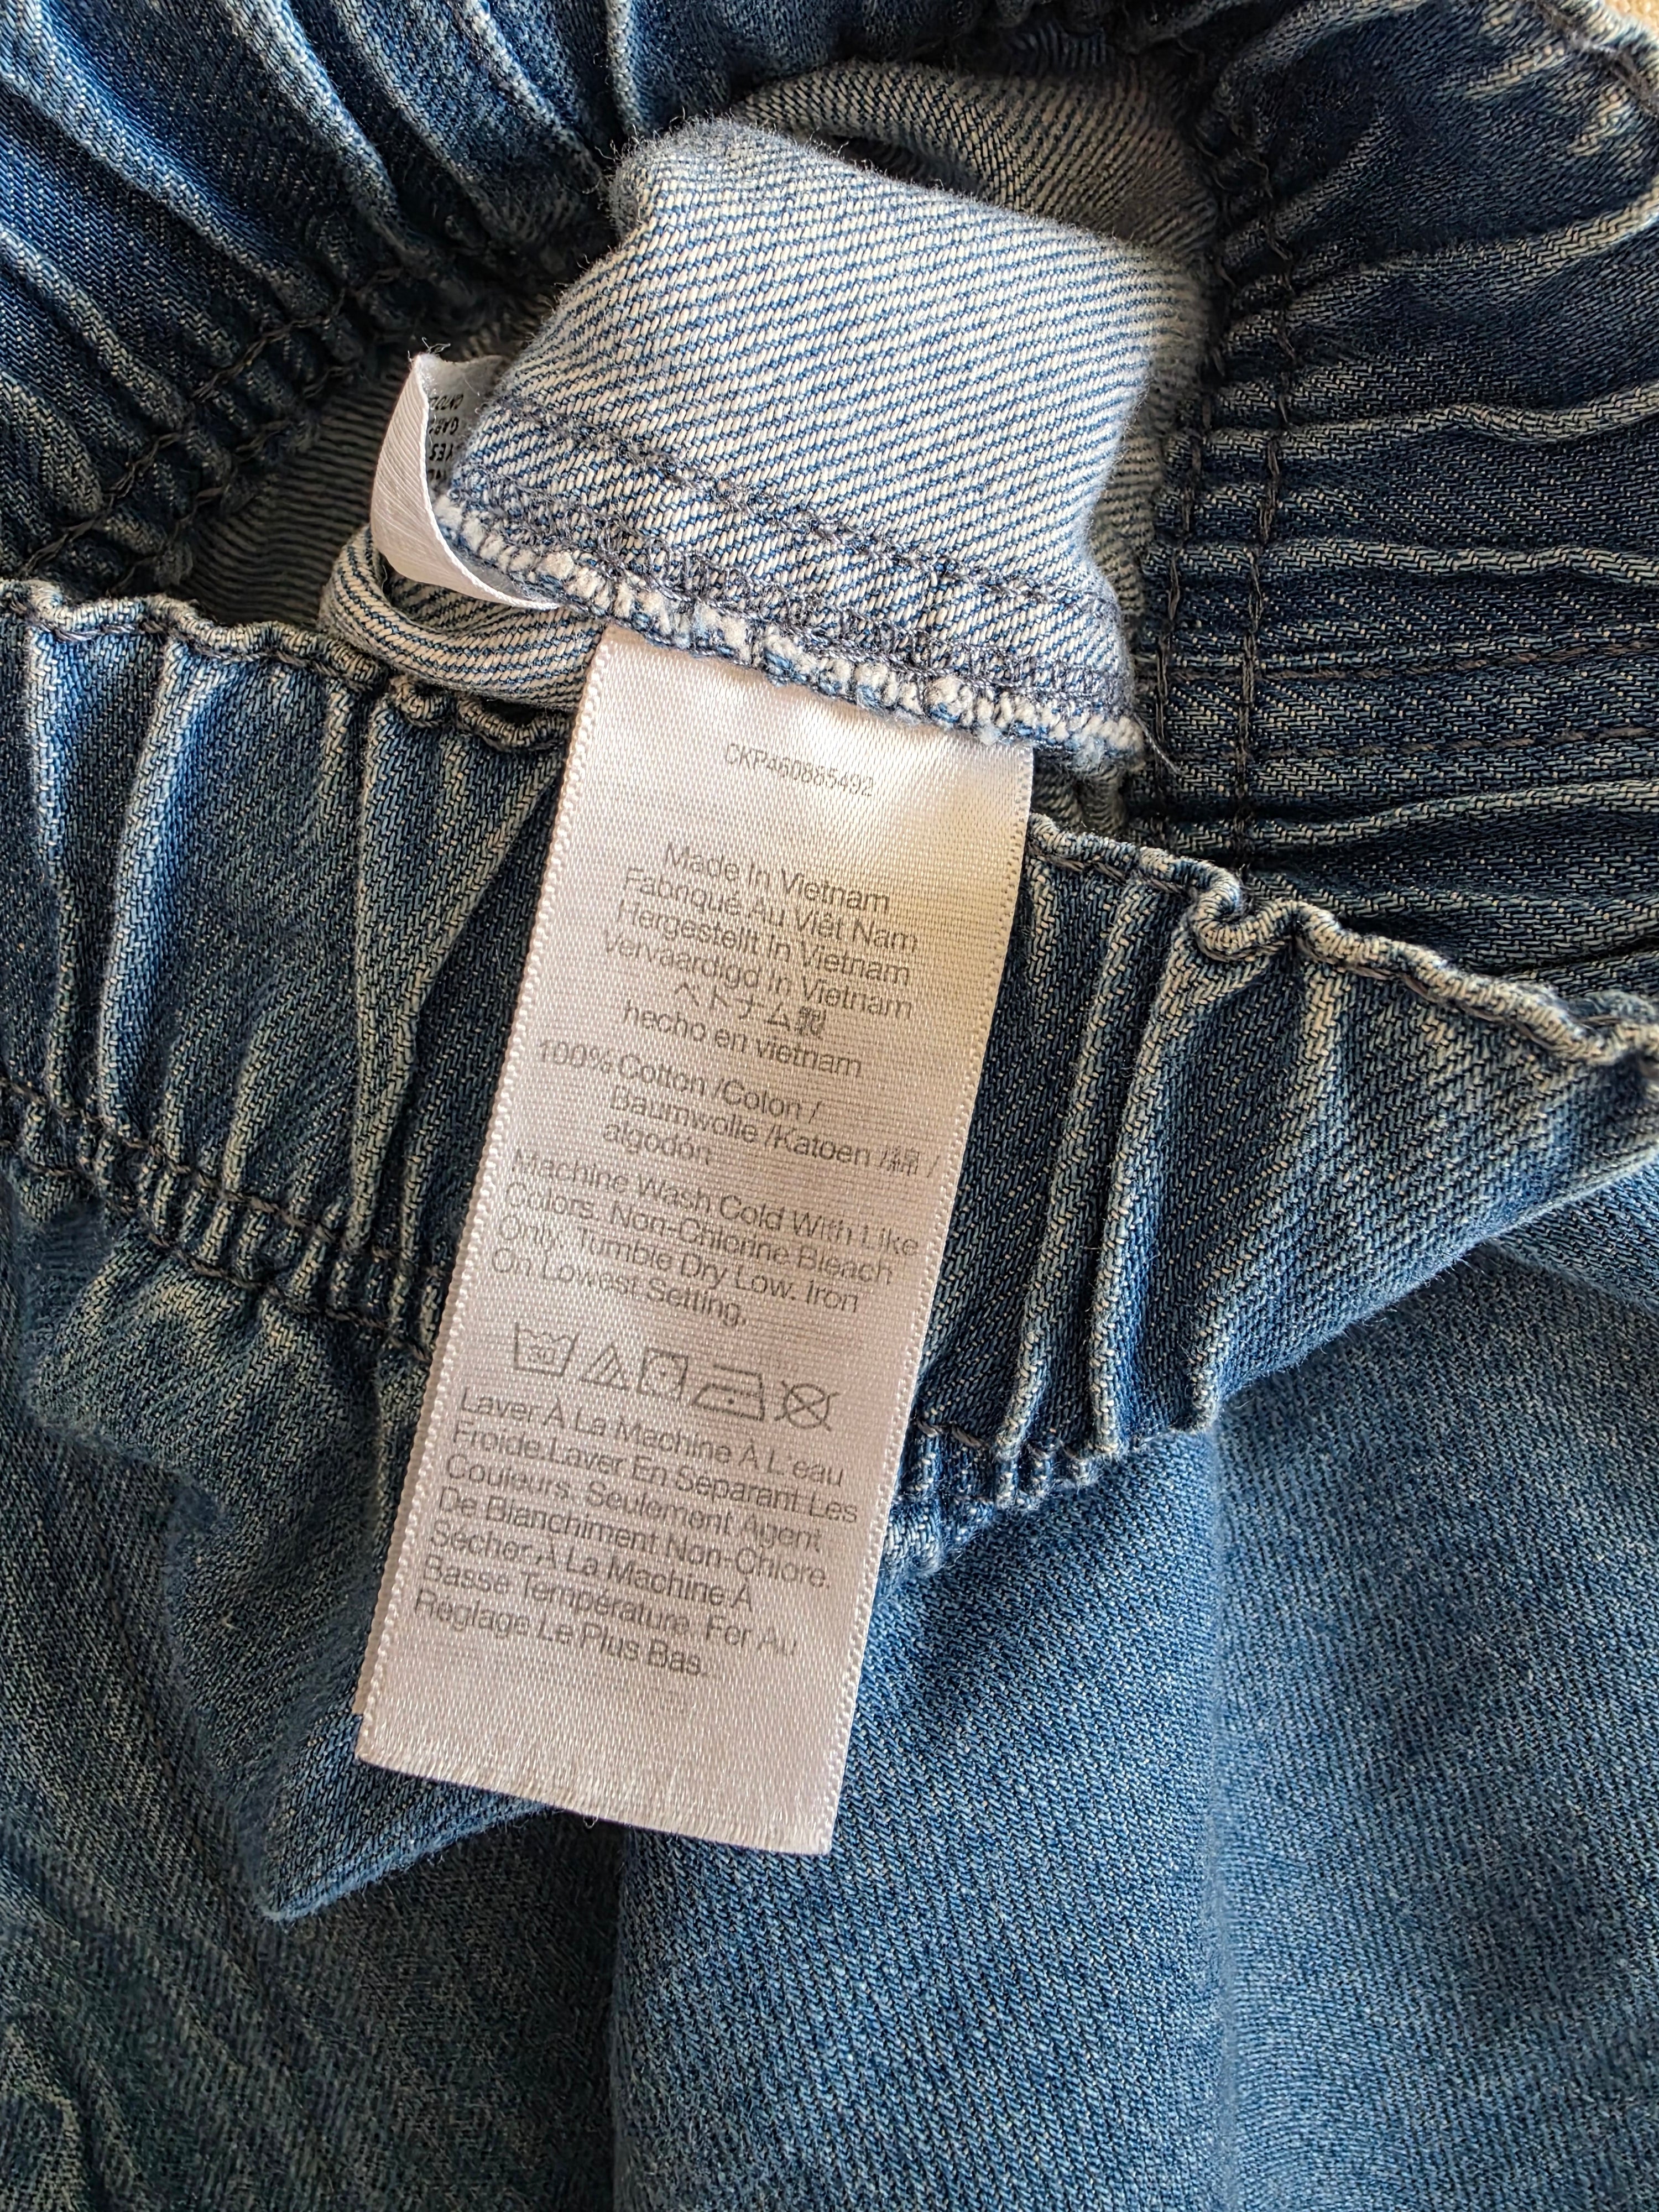 CKP460885492
Made In Vietnam
Fabriqué Au Viêt Nam
Hergestellt In Vietnam
Vervaardigd In Vietnam
ベトナム製
hecho en vietnam
100% Cotton /Coton /
Baumwolle /Katoen /綿 /
algodón
Machine Wash Cold With Like
Colors. Non-Chlorine Bleach
Only. Tumble Dry Low. Iron
On Lowest Setting.
30
Laver À La Machine À L'eau
Froide.Laver En Séparant Les
Couleurs. Seulement Agent
De Blanchiment Non-Chlore.
Sécher À La Machine À
Basse Température. Fer Au
Réglage Le Plus Bas.